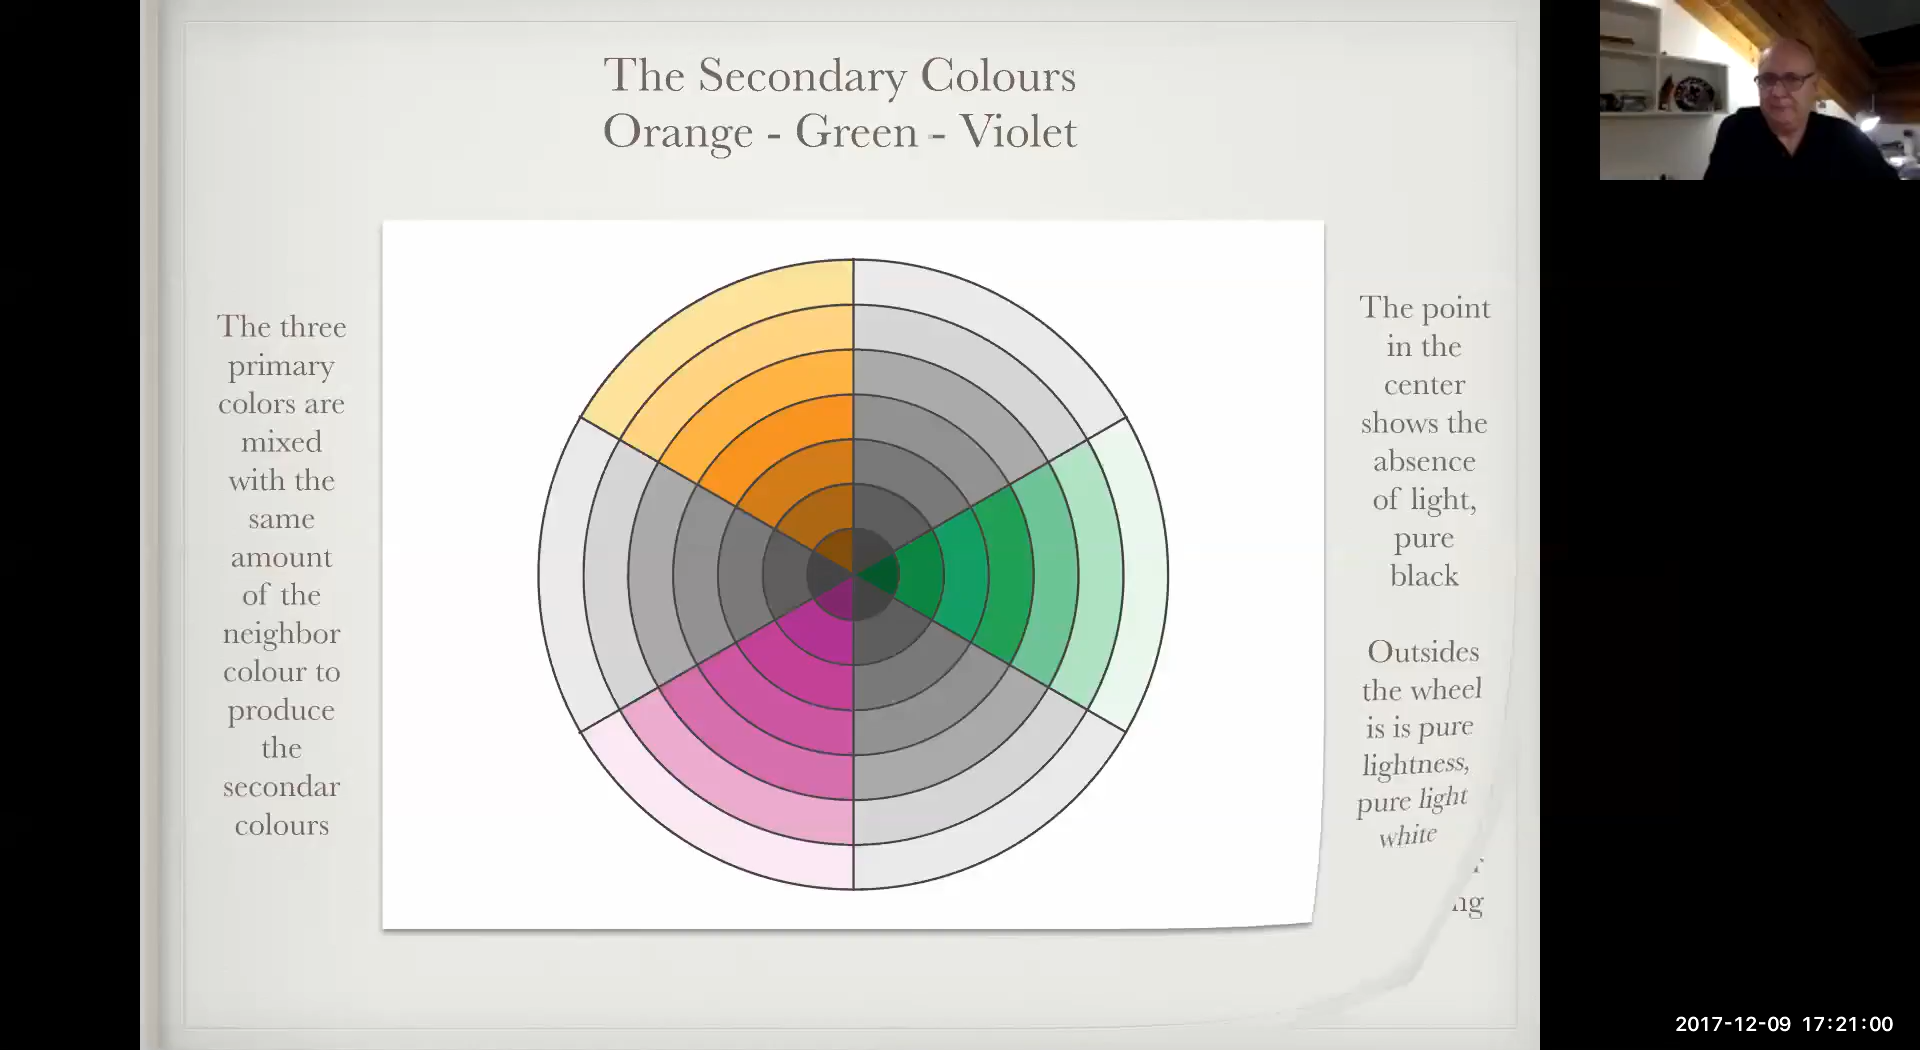 The Secondary Colours
Orange - Green - Violet
The three
primary
colors are
mixed
with the
same
amount
of the
neighbor
colour to
produce
the
secondar
colours
The point
in the
center
shows the
absence
of light,
pure
black
Outsides
the wheel
is is pure
lightness,
pure light
white
2017-12-09 17:21:00